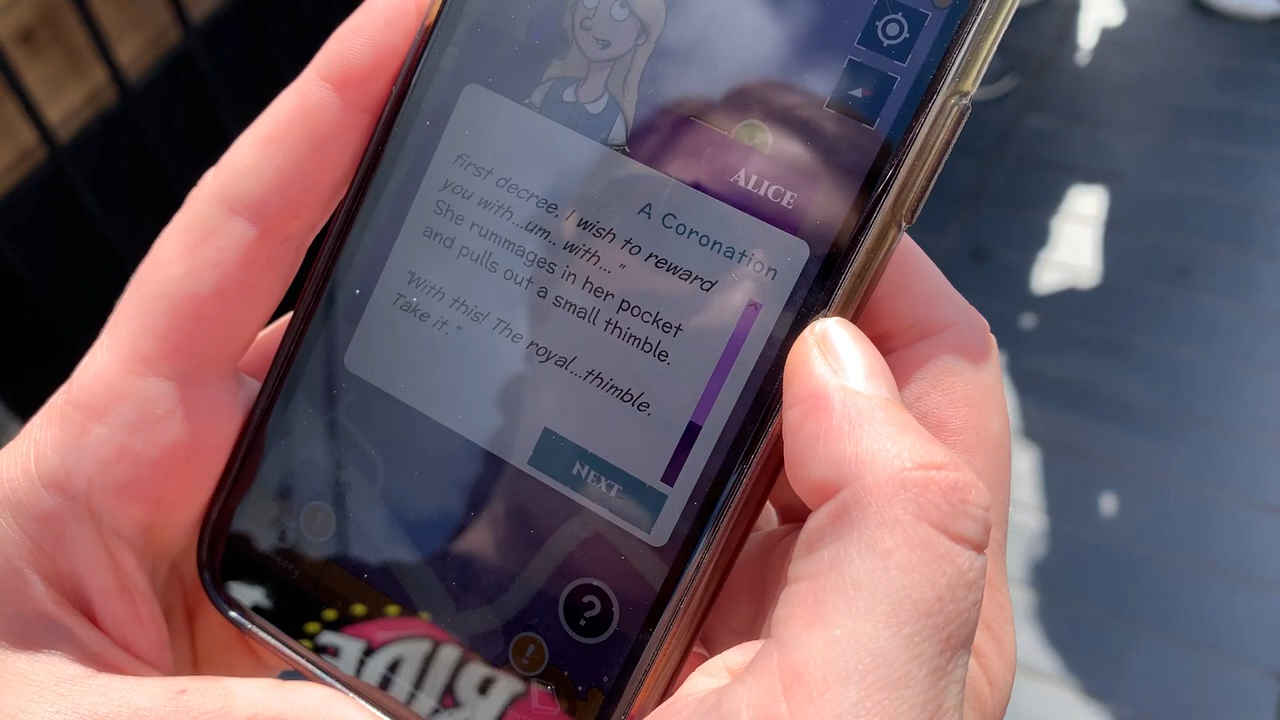 ALICE
A Coronation
first decree, I wish to reward
you with...um.. with... "
She rummages in her pocket
and pulls out a small thimble.
"With this! The royal...thimble.
Take it."
NEXT
?
!
RIDE